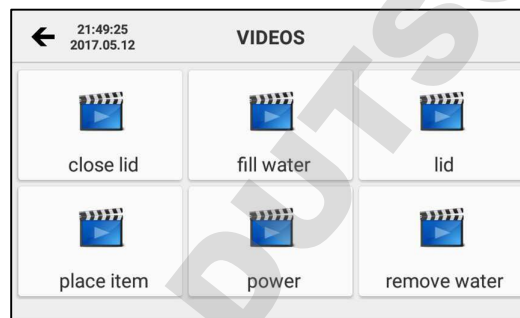 21:49:25
2017.05.12
VIDEOS
close lid
fill water
lid
place item
power
remove water